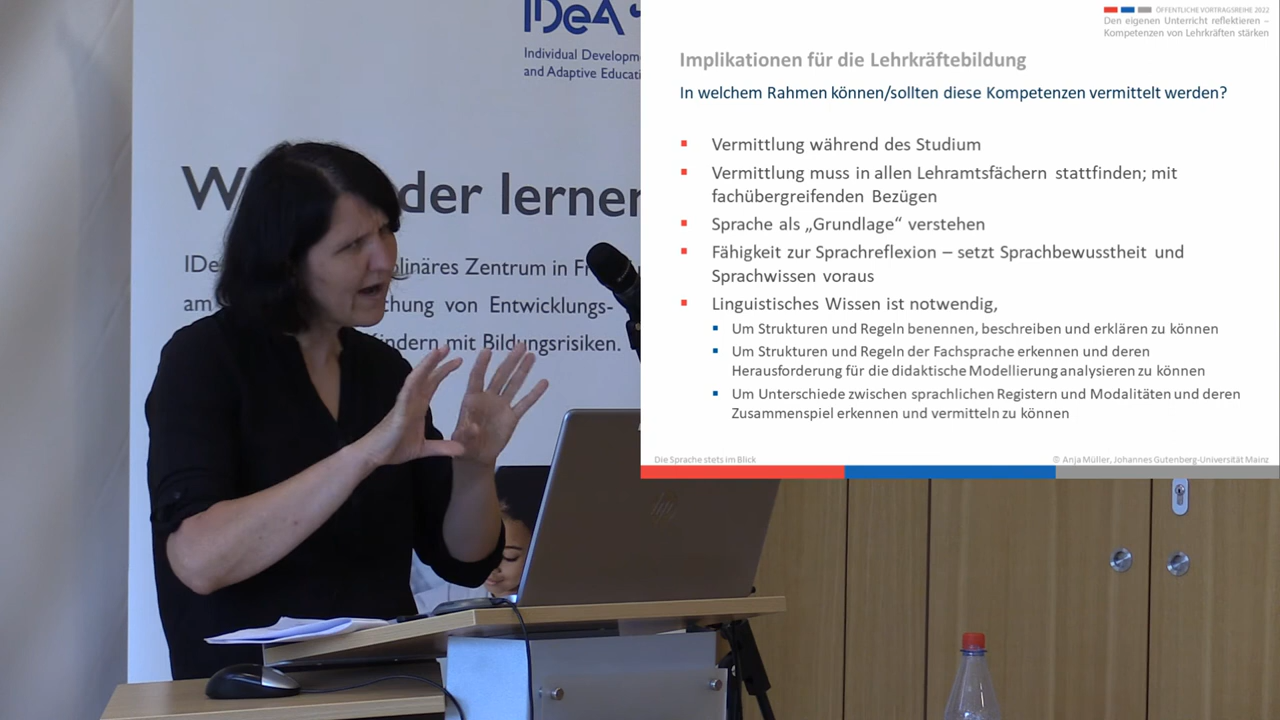 IDeA
Individual Developm
and Adaptive Educati
der lernen
IDe
plinäres Zentrum in
am
chung von Entwicklungs-
indern mit Bildungsrisiken.
ÖFFENTLICHE VORTRAGSREIHE 2022
Den eigenen Unterricht reflektieren –
Kompetenzen von Lehrkräften stärken
Implikationen für die Lehrkräftebildung
In welchem Rahmen können/sollten diese Kompetenzen vermittelt werden?
Vermittlung während des Studium
Vermittlung muss in allen Lehramtsfächern stattfinden; mit
fachübergreifenden Bezügen
Sprache als „Grundlage“ verstehen
Fähigkeit zur Sprachreflexion – setzt Sprachbewusstheit und
Sprachwissen voraus
Linguistisches Wissen ist notwendig,
Um Strukturen und Regeln benennen, beschreiben und erklären zu können
Um Strukturen und Regeln der Fachsprache erkennen und deren
Herausforderung für die didaktische Modellierung analysieren zu können
Um Unterschiede zwischen sprachlichen Registern und Modalitäten und deren
Zusammenspiel erkennen und vermitteln zu können
Die Sprache stets im Blick
© Anja Müller, Johannes Gutenberg-Universität Mainz